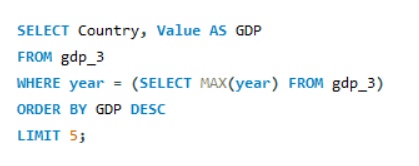 SELECT Country, Value AS GDP
FROM gdp_3
WHERE year = (SELECT MAX(year) FROM gdp_3)
ORDER BY GDP DESC
LIMIT 5;